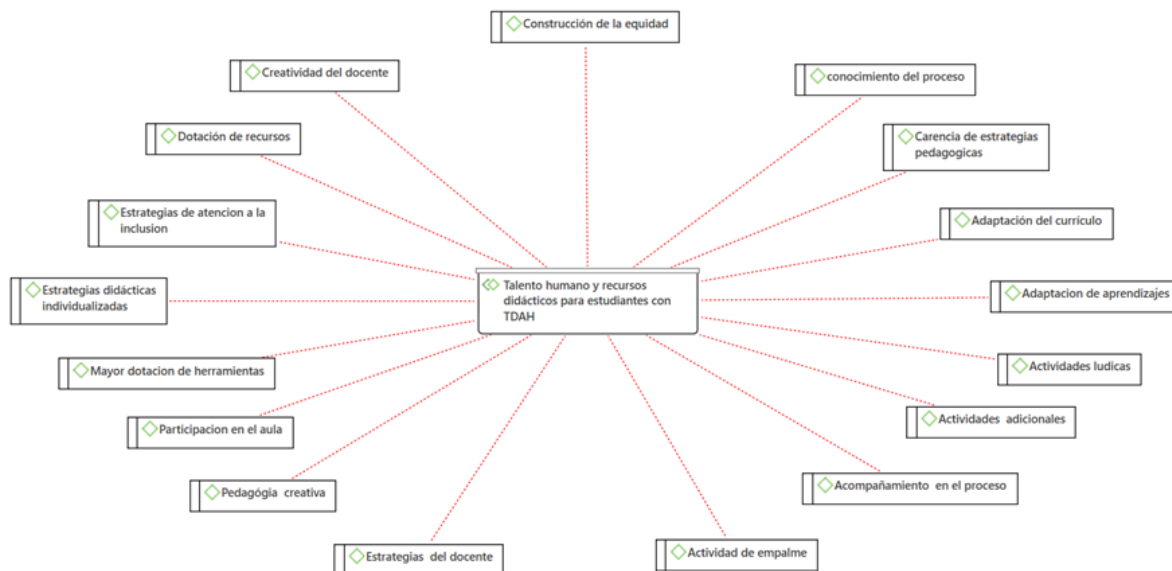 Construcción de la equidad
Creatividad del docente
conocimiento del proceso
Dotación de recursos
Carencia de estrategias
pedagogicas
Estrategias de atencion a la
inclusion
Adaptación del currículo
Estrategias didácticas
individualizadas
Talento humano y recursos
didácticos para estudiantes con
TDAH
Adaptacion de aprendizajes
Mayor dotacion de herramientas
Actividades ludicas
Participacion en el aula
Actividades adicionales
Pedagógia creativa
Acompañamiento en el proceso
Estrategias del docente
Actividad de empalme